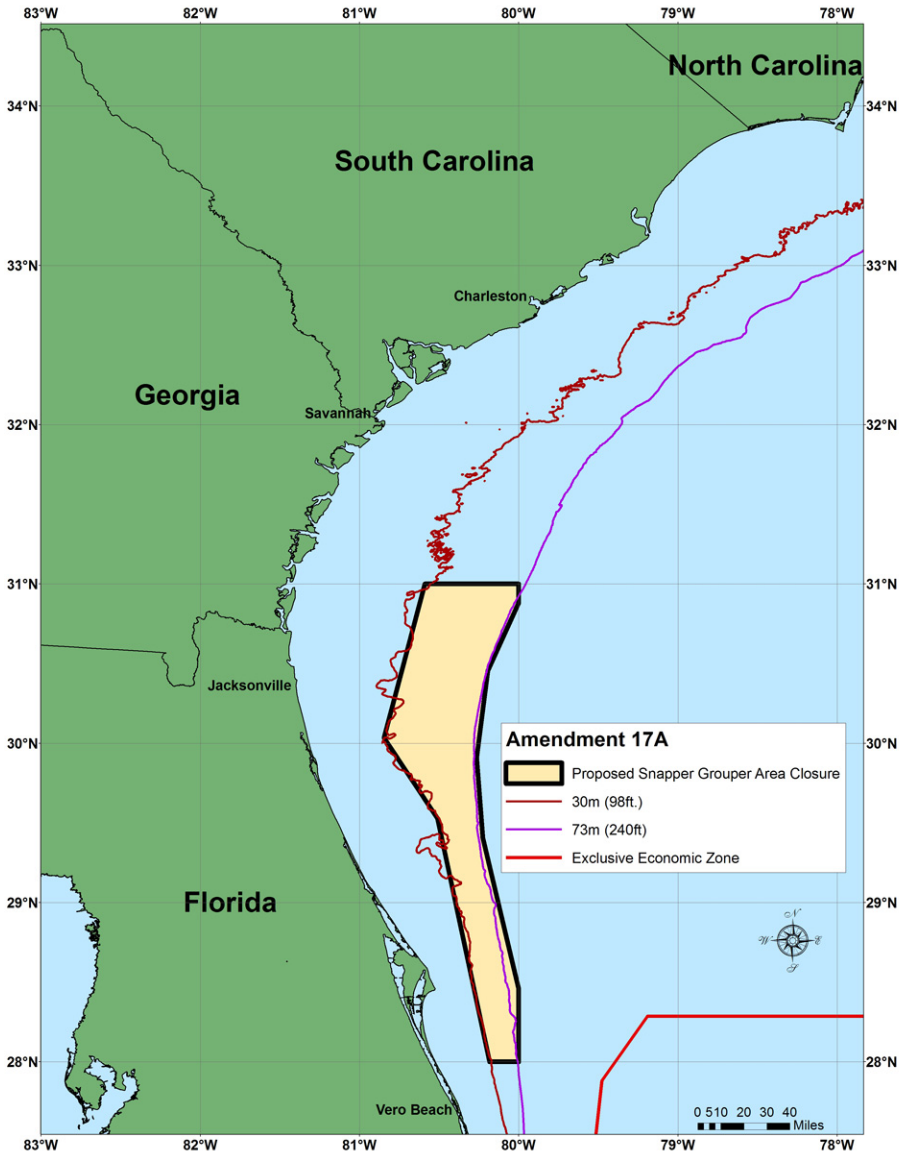 83°W 82°W 81°W 80°W 79°W 78°W
North Carolina
34°N 34°N
South Carolina
33°N 33°N
Charleston
Georgia
Savannah
32°N 32°N
31°N 31°N
Jacksonville
30°N 30°N
Amendment 17A
Proposed Snapper Grouper Area Closure
30m (98ft.)
73m (240ft)
Exclusive Economic Zone
29°N 29°N
Florida
N
W E
S
28°N 28°N
Vero Beach
0 5 10 20 30 40
Miles
83°W 82°W 81°W 80°W 79°W 78°W